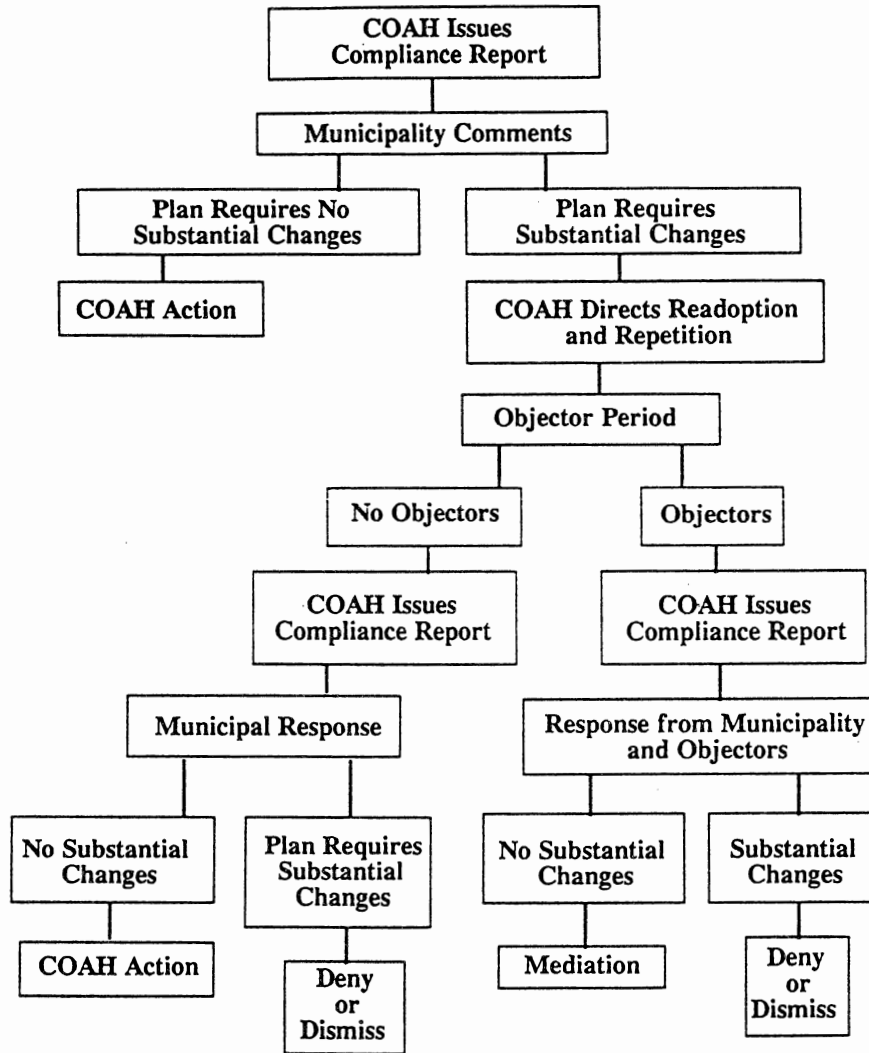 COAH Issues
Compliance Report
Municipality Comments
Plan Requires No
Substantial Changes
Plan Requires
Substantial Changes
COAH Action
COAH Directs Readoption
and Repetition
Objector Period
No Objectors
Objectors
COAH Issues
Compliance Report
COAH Issues
Compliance Report
Municipal Response
Response from Municipality
and Objectors
No Substantial
Changes
Plan Requires
Substantial
Changes
No Substantial
Changes
Substantial
Changes
COAH Action
Deny
or
Dismiss
Mediation
Deny
or
Dismiss